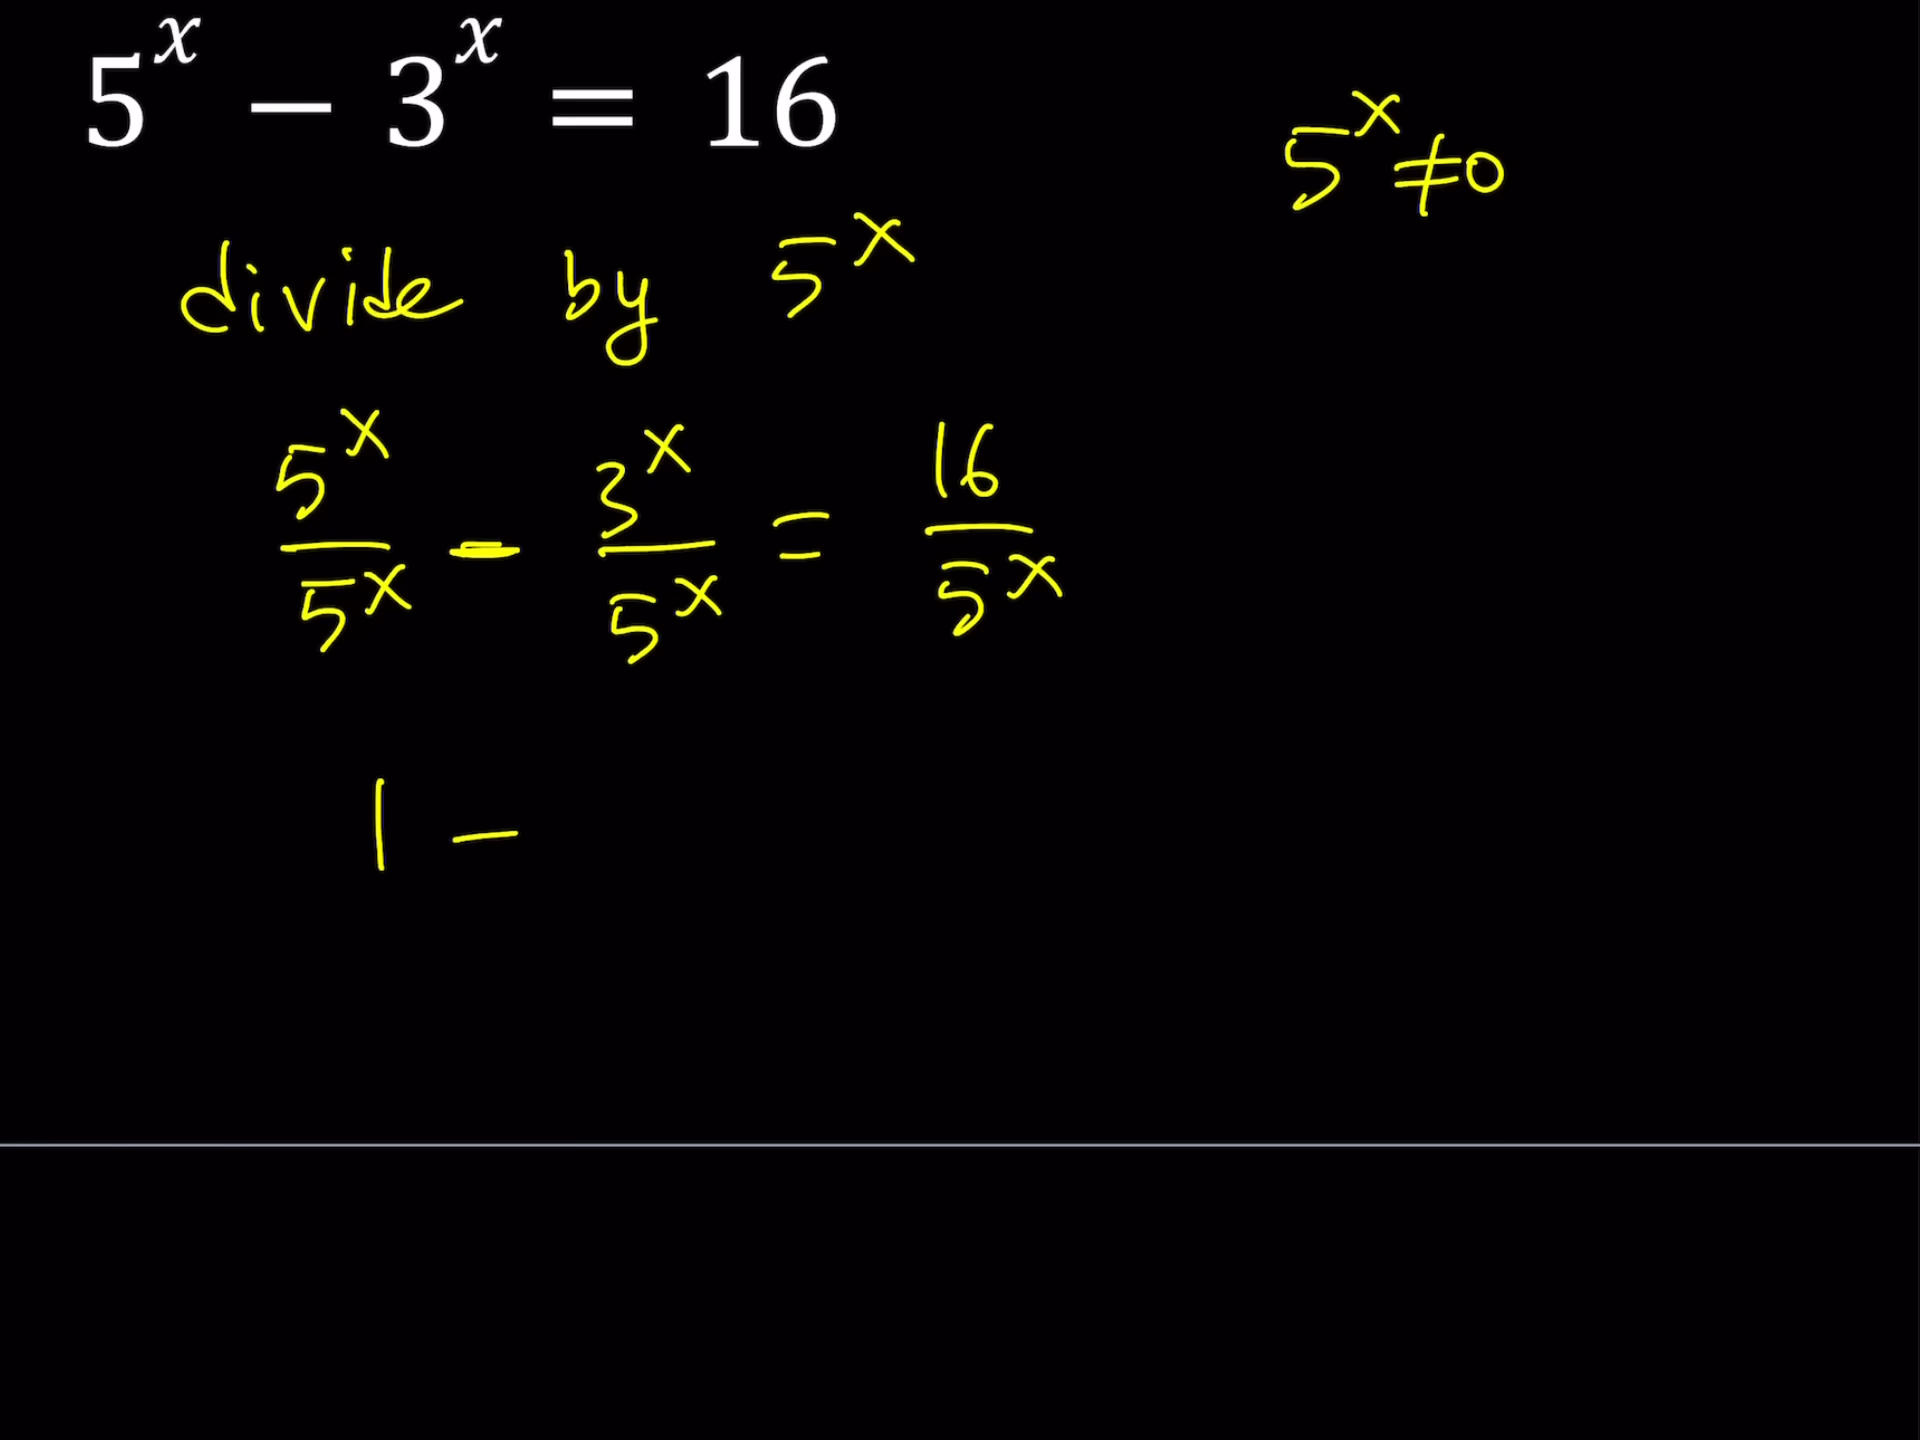 5^x − 3^x = 16
5^x ≠ 0
divide by 5^x
5^x/5^x − 3^x/5^x = 16/5^x
1 −